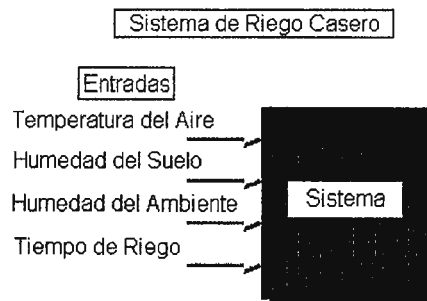 Sistema de Riego Casero
Entradas
Temperatura del Aire
Humedad del Suelo
Humedad del Ambiente
Sistema
Tiempo de Riego